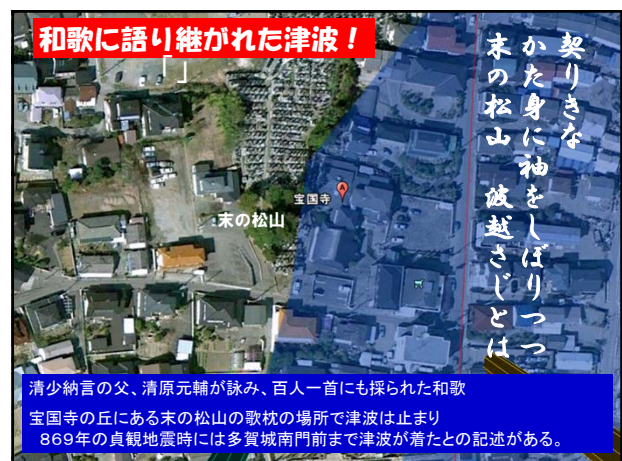 和歌に語り継がれた津波！
「 」
契りきな
かた身に袖をしぼりつつ
末の松山 波越さじとは
宝国寺
A
末の松山
清少納言の父、清原元輔が詠み、百人一首にも採られた和歌
宝国寺の丘にある末の松山の歌枕の場所で津波は止まり
869年の貞観地震時には多賀城南門前まで津波が着たとの記述がある。